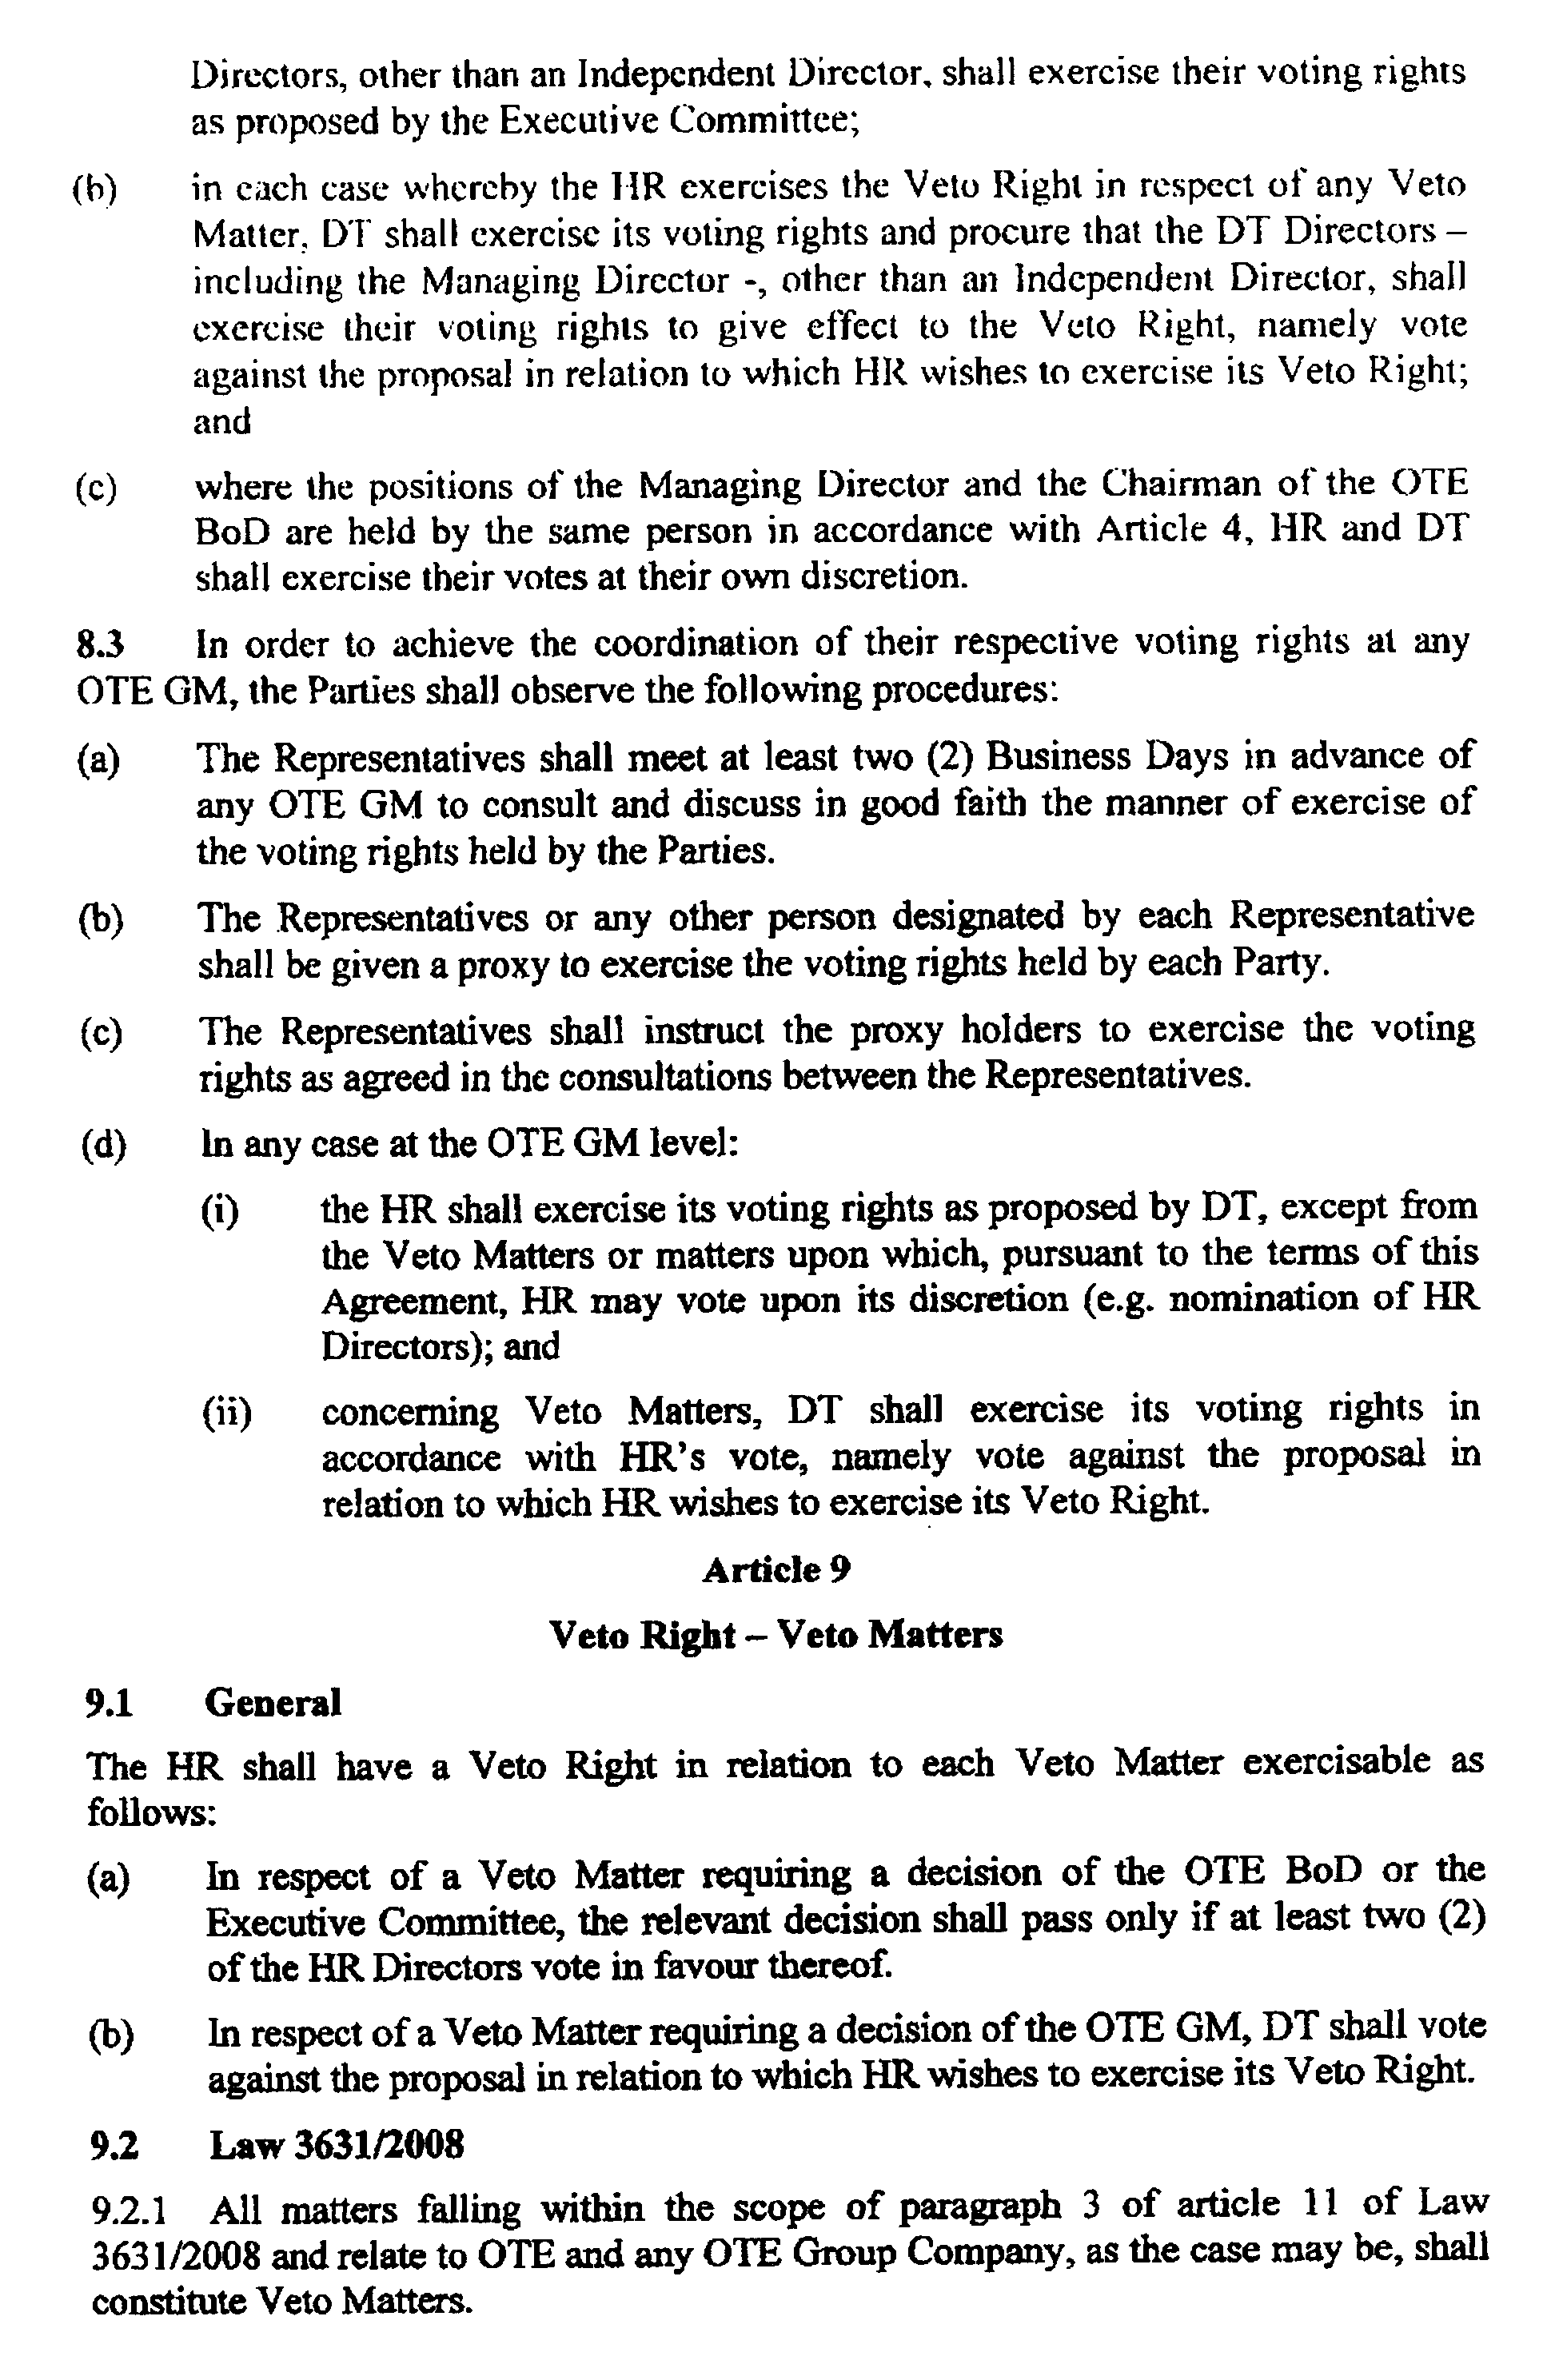 Directors, other than an Independent Director, shall exercise their voting rights
as proposed by the Executive Committee;
(b) in each case whereby the HR exercises the Veto Right in respect of any Veto
Matter, DT shall exercise its voting rights and procure that the DT Directors –
including the Managing Director -, other than an Independent Director, shall
exercise their voting rights to give effect to the Veto Right, namely vote
against the proposal in relation to which HR wishes to exercise its Veto Right;
and
(c) where the positions of the Managing Director and the Chairman of the OTE
BoD are held by the same person in accordance with Article 4, HR and DT
shall exercise their votes at their own discretion.
8.3 In order to achieve the coordination of their respective voting rights at any
OTE GM, the Parties shall observe the following procedures:
(a) The Representatives shall meet at least two (2) Business Days in advance of
any OTE GM to consult and discuss in good faith the manner of exercise of
the voting rights held by the Parties.
(b) The Representatives or any other person designated by each Representative
shall be given a proxy to exercise the voting rights held by each Party.
(c) The Representatives shall instruct the proxy holders to exercise the voting
rights as agreed in the consultations between the Representatives.
(d) In any case at the OTE GM level:
(i) the HR shall exercise its voting rights as proposed by DT, except from
the Veto Matters or matters upon which, pursuant to the terms of this
Agreement, HR may vote upon its discretion (e.g. nomination of HR
Directors); and
(ii) concerning Veto Matters, DT shall exercise its voting rights in
accordance with HR's vote, namely vote against the proposal in
relation to which HR wishes to exercise its Veto Right.
Article 9
Veto Right – Veto Matters
9.1 General
The HR shall have a Veto Right in relation to each Veto Matter exercisable as
follows:
(a) In respect of a Veto Matter requiring a decision of the OTE BoD or the
Executive Committee, the relevant decision shall pass only if at least two (2)
of the HR Directors vote in favour thereof.
(b) In respect of a Veto Matter requiring a decision of the OTE GM, DT shall vote
against the proposal in relation to which HR wishes to exercise its Veto Right.
9.2 Law 3631/2008
9.2.1 All matters falling within the scope of paragraph 3 of article 11 of Law
3631/2008 and relate to OTE and any OTE Group Company, as the case may be, shall
constitute Veto Matters.